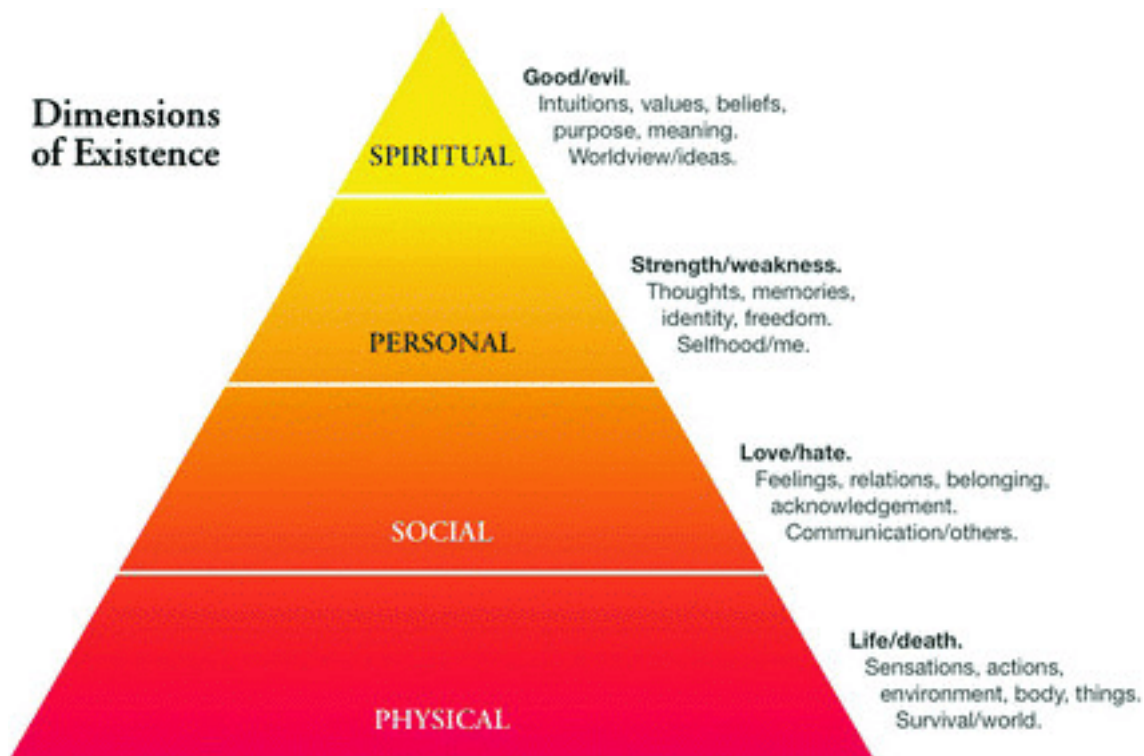 Dimensions
of Existence
Good/evil.
Intuitions, values, beliefs,
purpose, meaning.
Worldview/ideas.
SPIRITUAL
Strength/weakness.
Thoughts, memories,
identity, freedom.
Selfhood/me.
PERSONAL
Love/hate.
Feelings, relations, belonging,
acknowledgement.
Communication/others.
SOCIAL
Life/death.
Sensations, actions,
environment, body, things.
Survival/world.
PHYSICAL